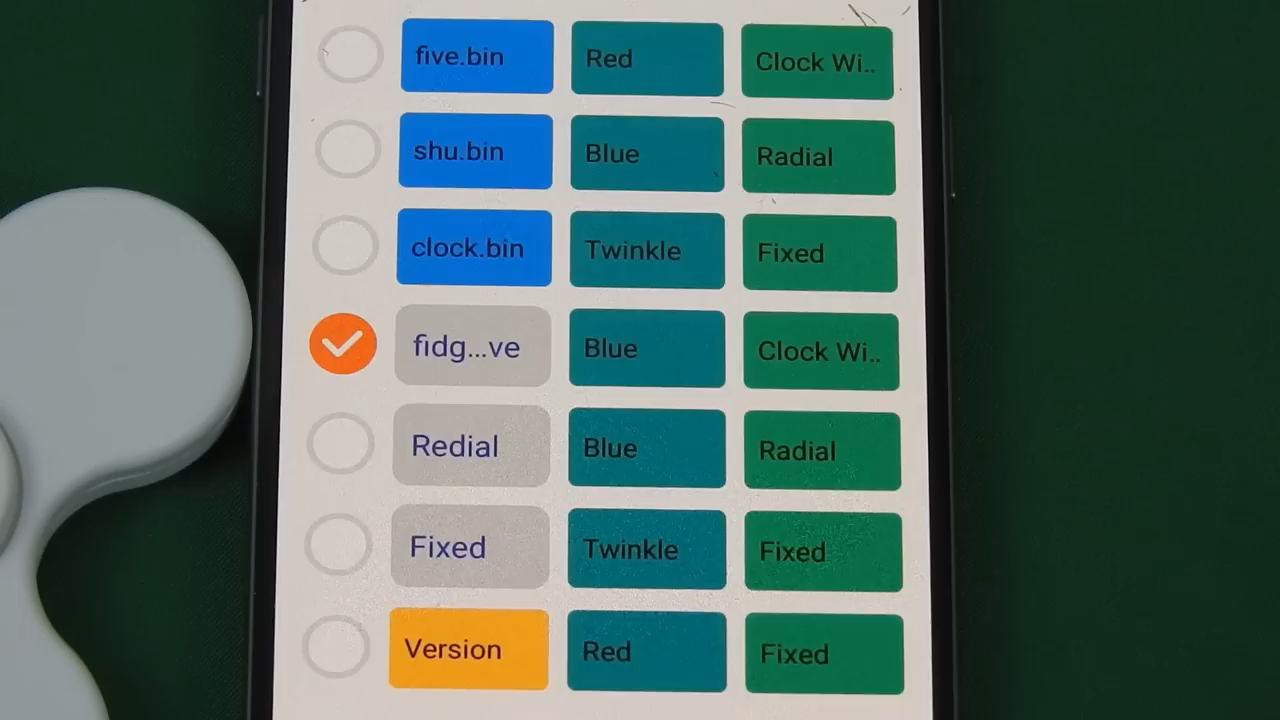 five.bin Red Clock Wi..
shu.bin Blue Radial
clock.bin Twinkle Fixed
fidg...ve Blue Clock Wi..
Redial Blue Radial
Fixed Twinkle Fixed
Version Red Fixed